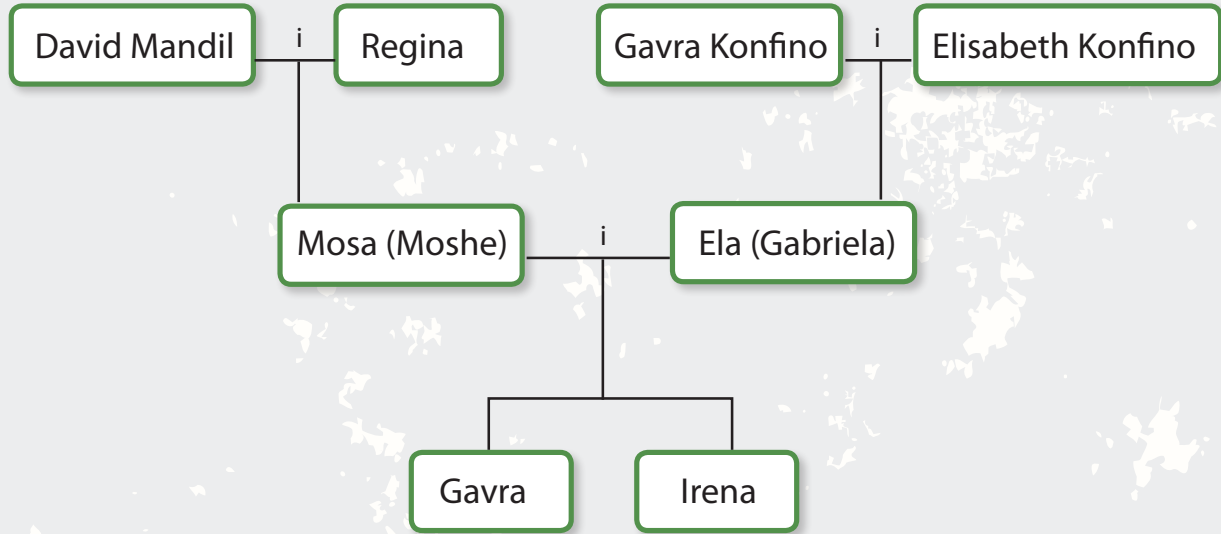 David Mandil i Regina Gavra Konfino i Elisabeth Konfino
Mosa (Moshe) i Ela (Gabriela)
Gavra Irena